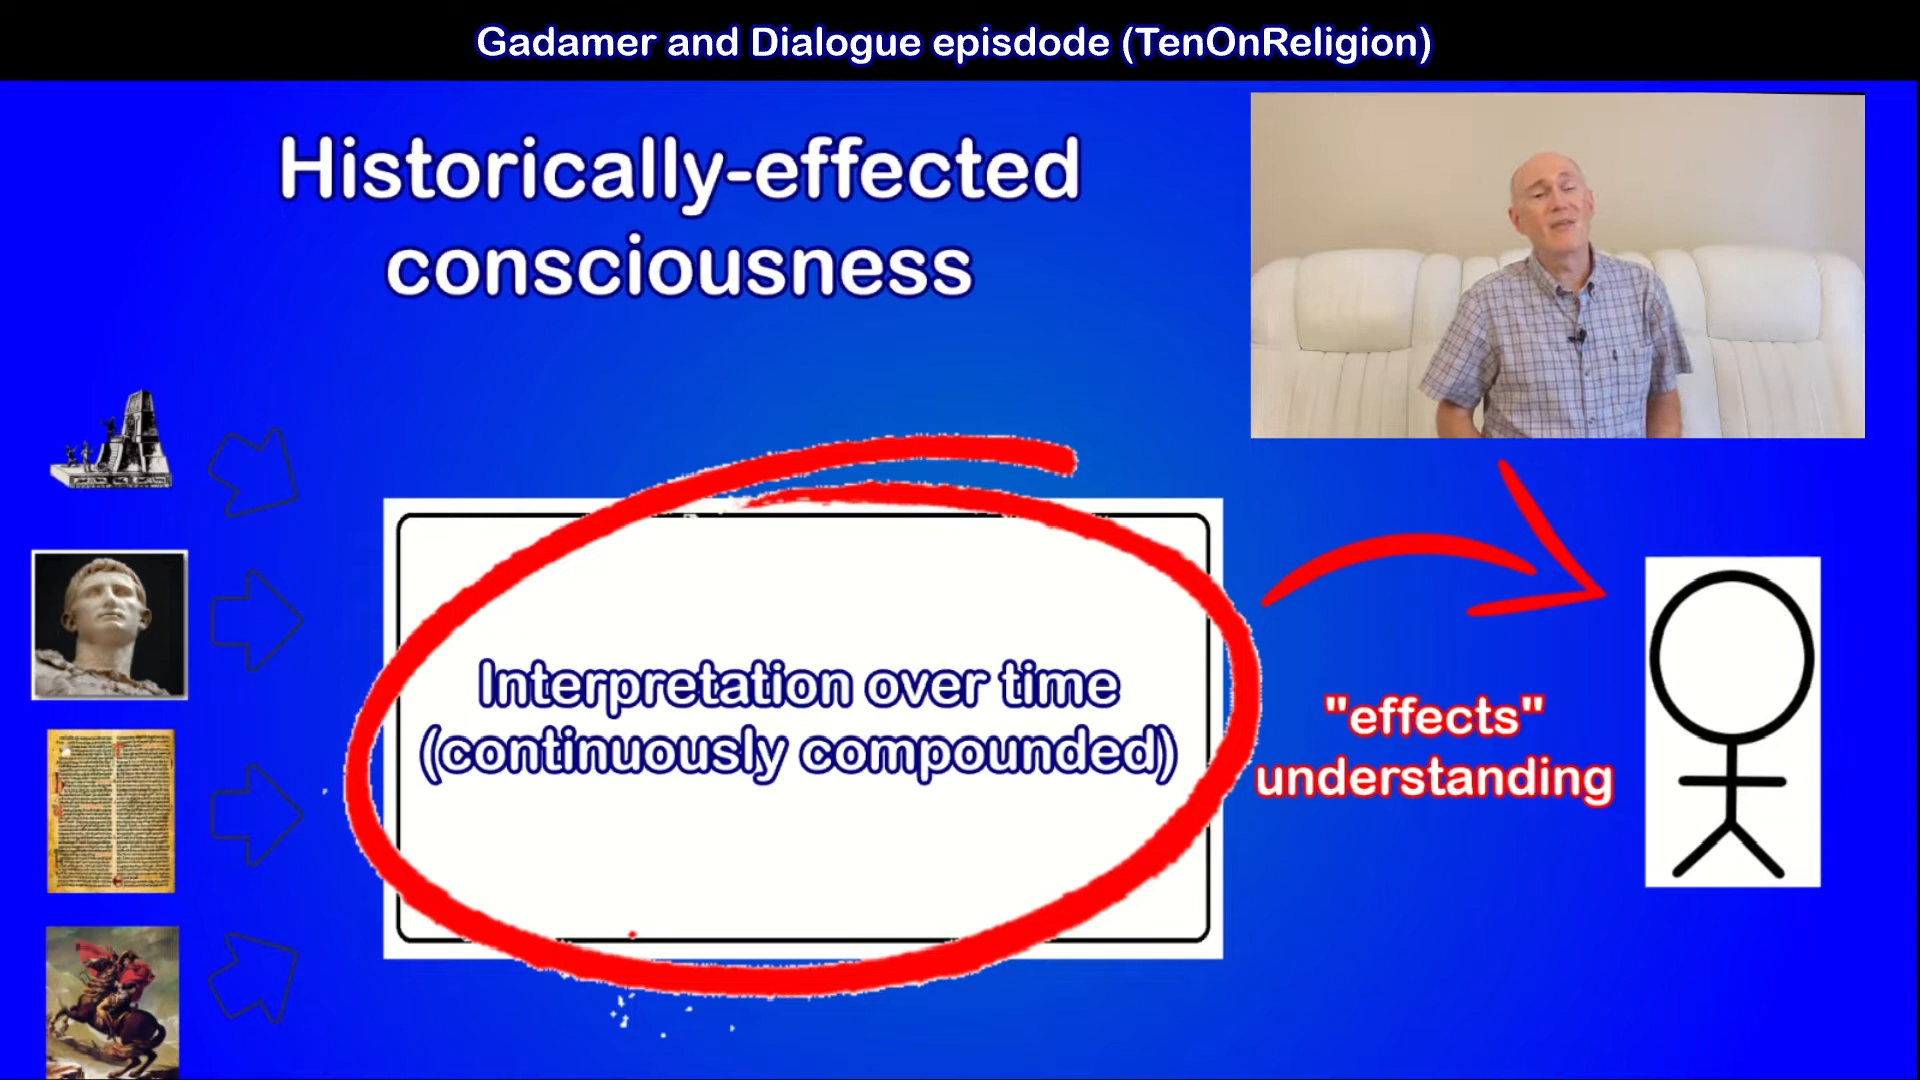 Gadamer and Dialogue episdode (TenOnReligion)
Historically-effected
consciousness
Interpretation over time
(continuously compounded)
"effects"
understanding